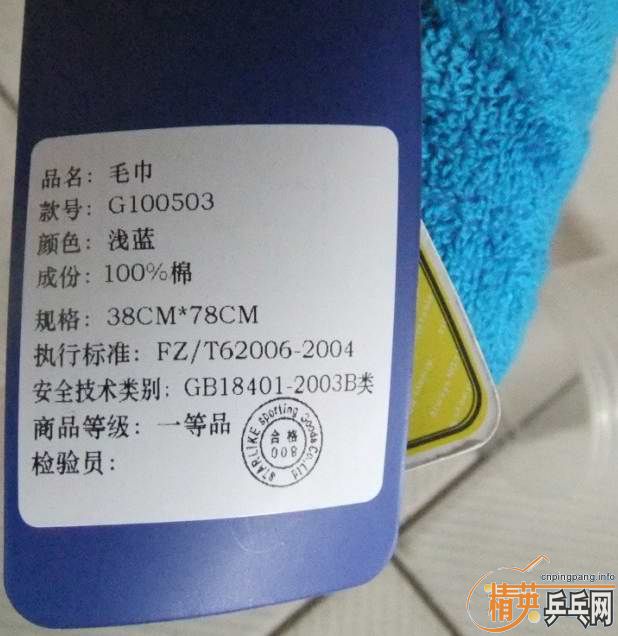 品名: 毛巾
款号: G100503
颜色: 浅蓝
成份: 100%棉
规格: 38CM*78CM
执行标准: FZ/T62006-2004
安全技术类别: GB18401-2003B类
商品等级: 一等品
检验员:
STARLIKE Sporting Goods Co.,Ltd
合格
008
cnpingpang.info
精英乒乓网